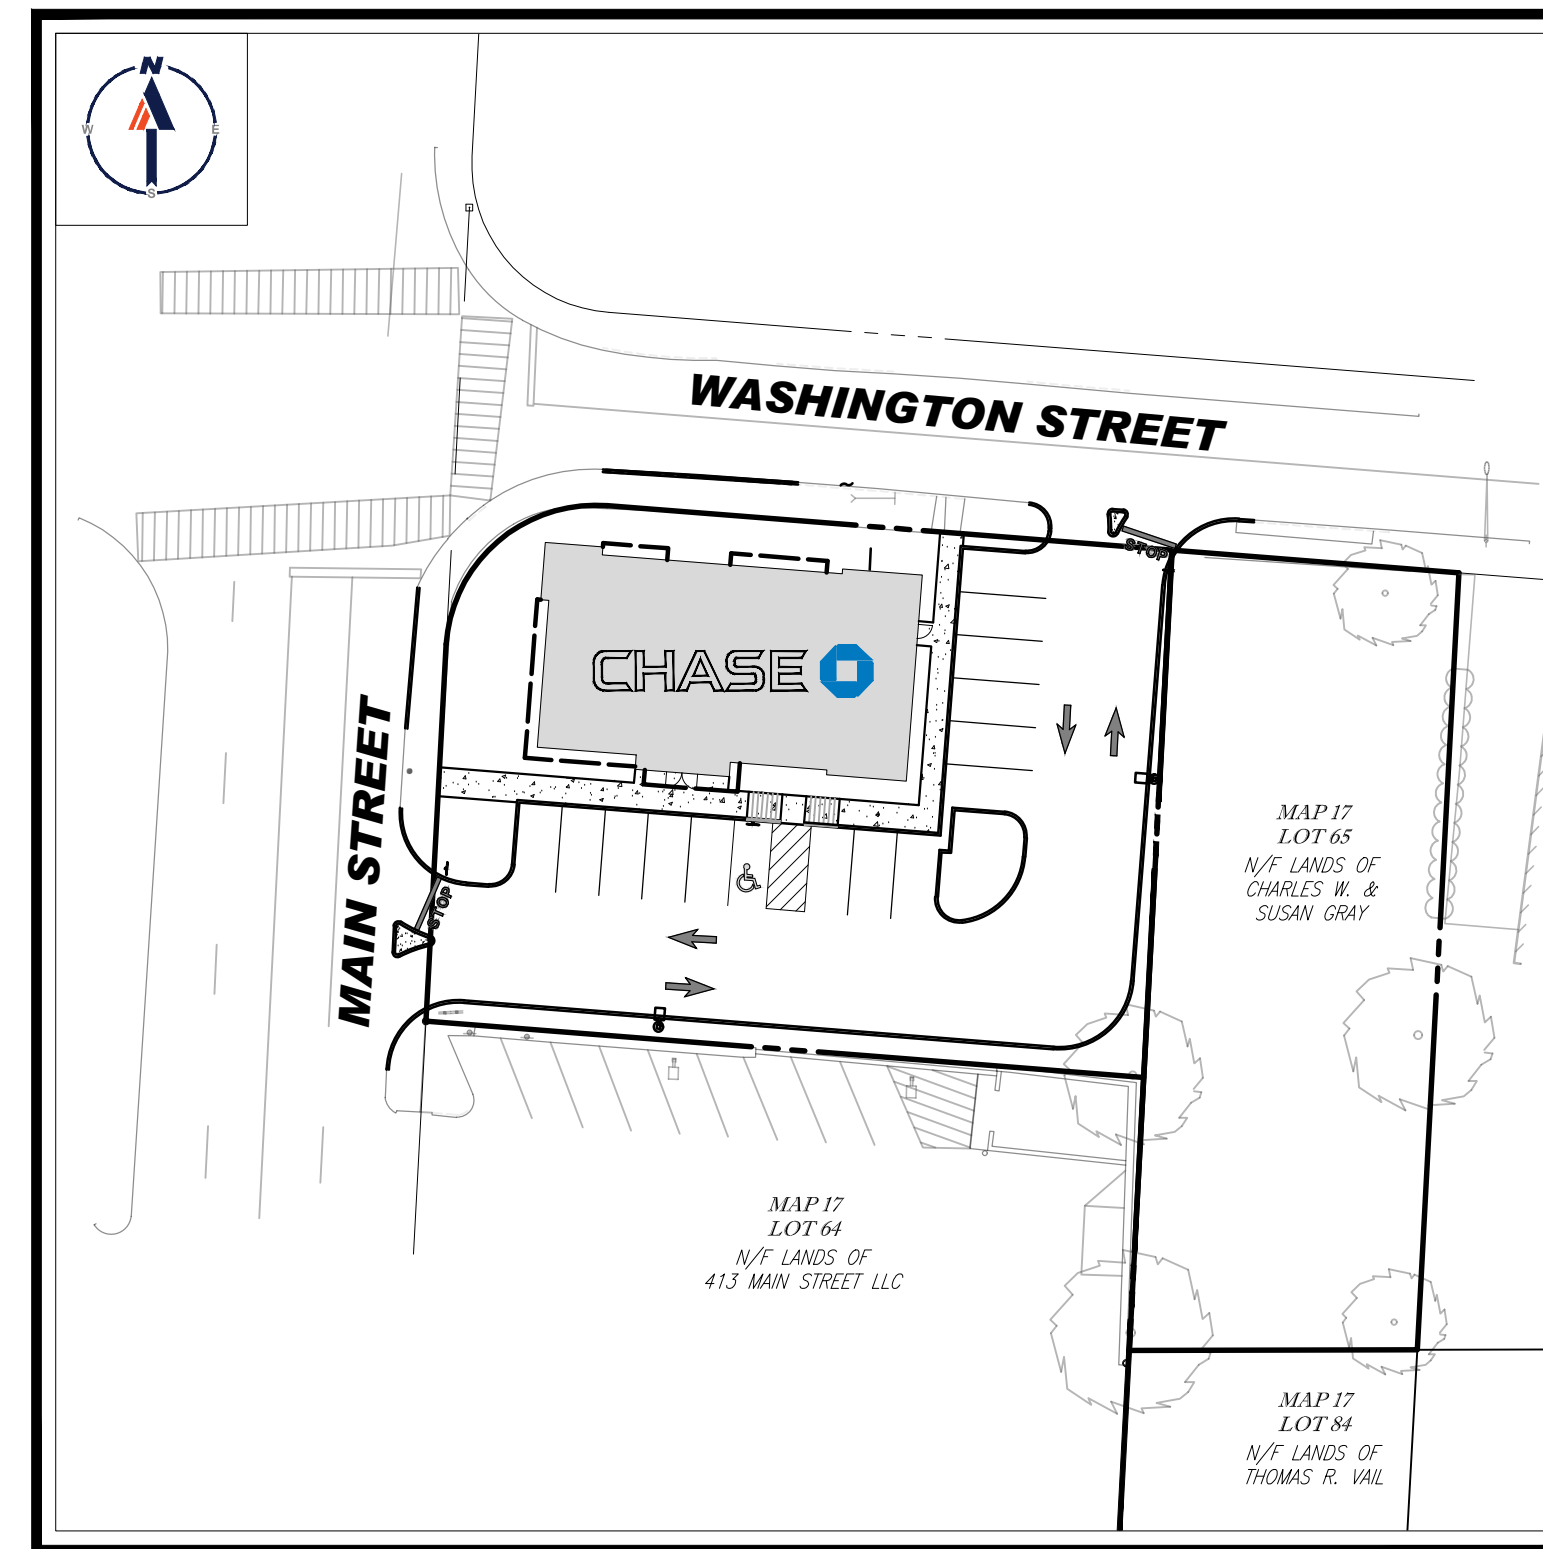 N
W
E
S
WASHINGTON STREET
STOP
CHASE
MAIN STREET
STOP
MAP 17
LOT 65
N/F LANDS OF
CHARLES W. &
SUSAN GRAY
MAP 17
LOT 64
N/F LANDS OF
413 MAIN STREET LLC
MAP 17
LOT 84
N/F LANDS OF
THOMAS R. VAIL